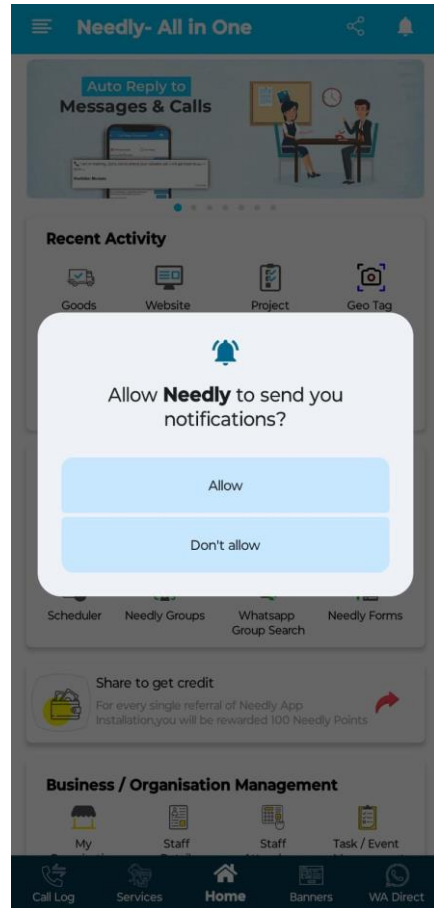 Needly- All in One
Auto Reply to
Messages & Calls
Recent Activity
Goods Website Project Geo Tag
Allow Needly to send you
notifications?
Allow
Don't allow
Scheduler Needly Groups Whatsapp Needly Forms
Group Search
Share to get credit
For every single referral of Needly App
Installation,you will be rewarded 100 Needly Points
Business / Organisation Management
My Staff Staff Task / Event
Call Log Services Home Banners WA Direct